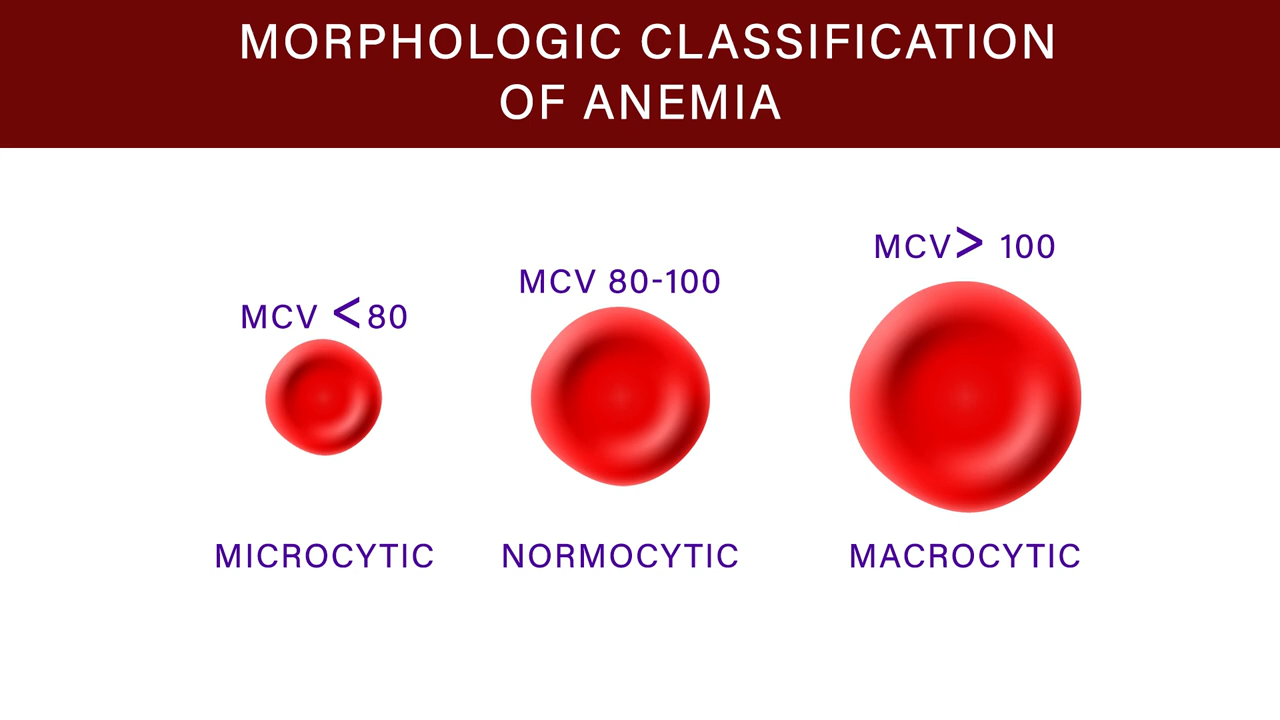 MORPHOLOGIC CLASSIFICATION
OF ANEMIA
MCV <80
MCV 80-100
MCV> 100
MICROCYTIC
NORMOCYTIC
MACROCYTIC